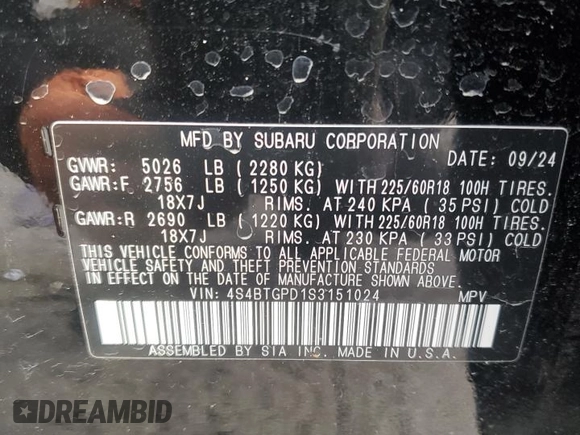 MFD BY SUBARU CORPORATION
GVWR: 5026 LB ( 2280 KG) DATE: 09/24
GAWR:F 2756 LB ( 1250 KG) WITH 225/60R18 100H TIRES.
18X7J RIMS. AT 240 KPA ( 35 PSI) COLD
GAWR:R 2690 LB ( 1220 KG) WITH 225/60R18 100H TIRES.
18X7J RIMS. AT 230 KPA ( 33 PSI) COLD
THIS VEHICLE CONFORMS TO ALL APPLICABLE FEDERAL MOTOR
VEHICLE SAFETY AND THEFT PREVENTION STANDARDS
IN EFFECT ON THE DATE OF MANUFACTURE SHOWN ABOVE.
VIN: 4S4BTGPD1S3151024 MPV
ASSEMBLED BY SIA INC. MADE IN U.S.A.
DREAMBID